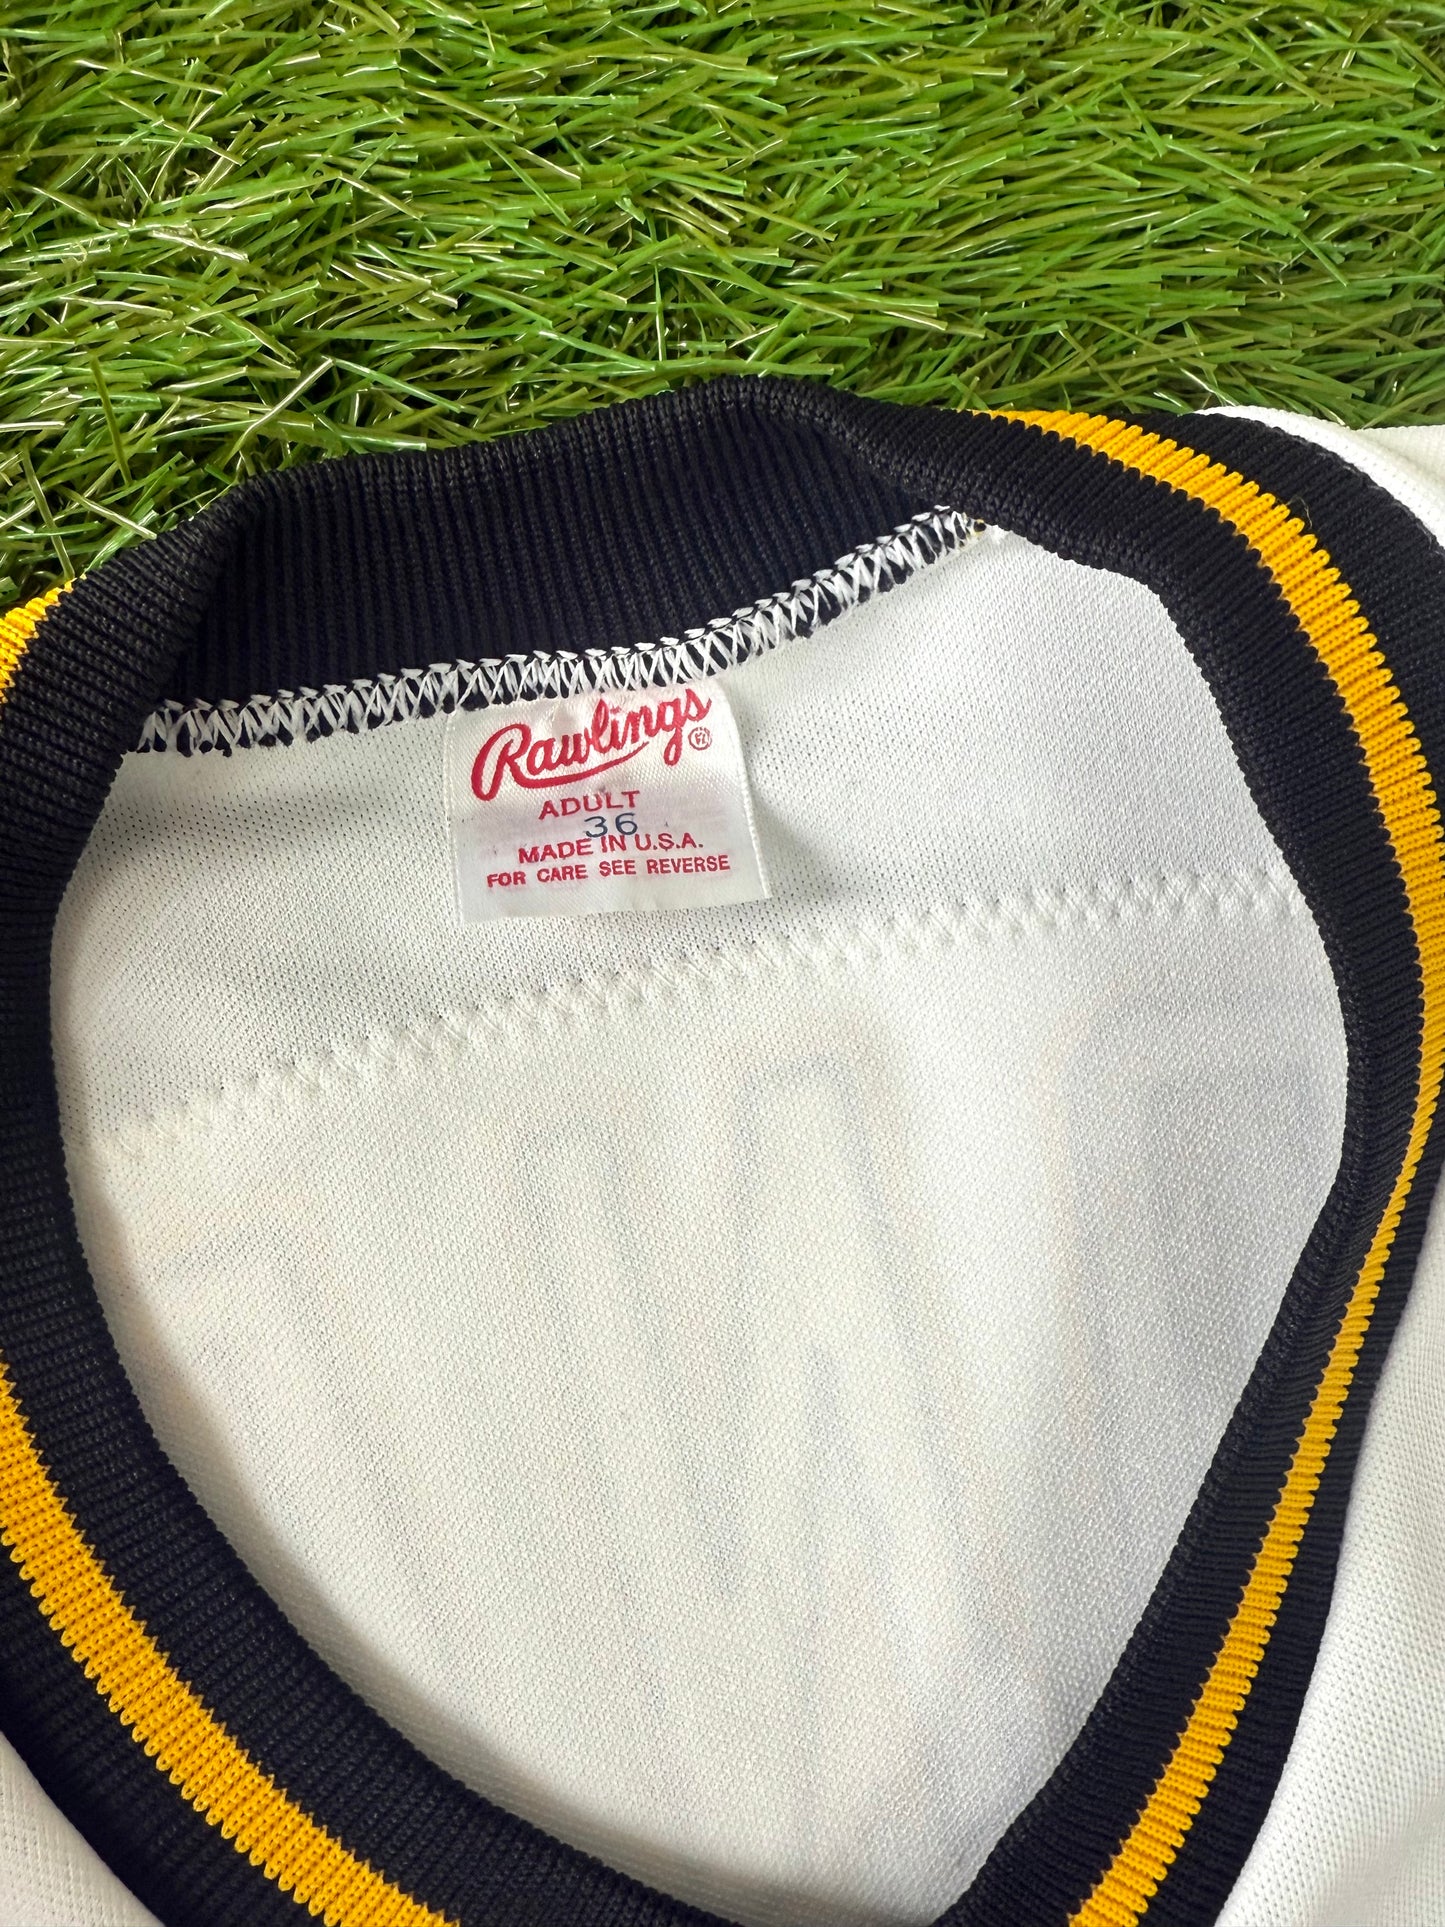 Rawlings®
ADULT
36
MADE IN U.S.A.
FOR CARE SEE REVERSE